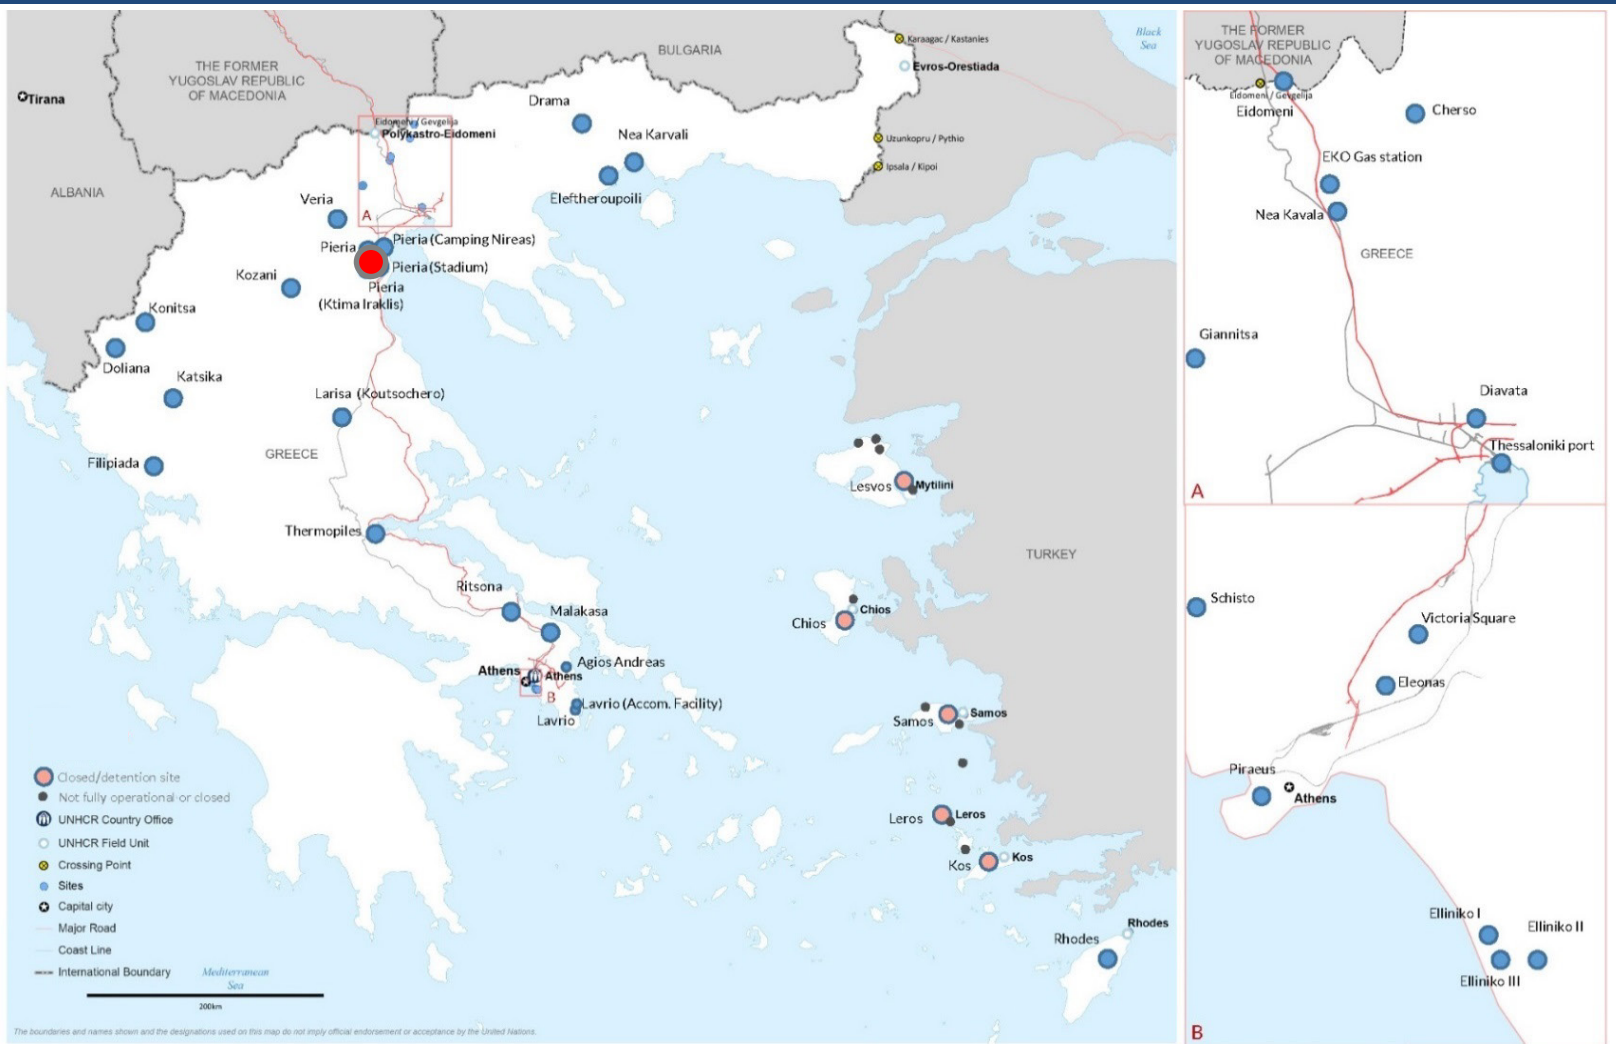 Black
Sea
Karaagac / Kastanies
BULGARIA
THE FORMER
YUGOSLAV REPUBLIC
OF MACEDONIA
Evros-Orestiada
Tirana
Drama
Eidomeni / Gevgelija
Polykastro-Eidomeni
Nea Karvali
Uzunkopru / Pythio
Ipsala / Kipoi
ALBANIA
Veria
Eleftheroupoili
A
Pieria
Pieria (Camping Nireas)
Pieria (Stadium)
Kozani
Pieria
(Ktima Iraklis)
Konitsa
Doliana
Katsika
Larisa (Koutsochero)
GREECE
Filipiada
Lesvos
Mytilini
Thermopiles
TURKEY
Ritsona
Malakasa
Chios
Chios
Agios Andreas
Athens
Athens
B
Lavrio (Accom. Facility)
Lavrio
Samos
Samos
Leros
Leros
Kos
Kos
Rhodes
Rhodes
Closed/detention site
Not fully operational or closed
UNHCR Country Office
UNHCR Field Unit
Crossing Point
Sites
Capital city
Major Road
Coast Line
International Boundary
Mediterranean
Sea
200km
The boundaries and names shown and the designations used on this map do not imply official endorsement or acceptance by the United Nations.
THE FORMER
YUGOSLAV REPUBLIC
OF MACEDONIA
Eidomeni / Gevgelija
Eidomeni
Cherso
EKO Gas station
Nea Kavala
GREECE
Giannitsa
Diavata
Thessaloniki port
A
Schisto
Victoria Square
Eleonas
Piraeus
Athens
Elliniko I
Elliniko II
Elliniko III
B